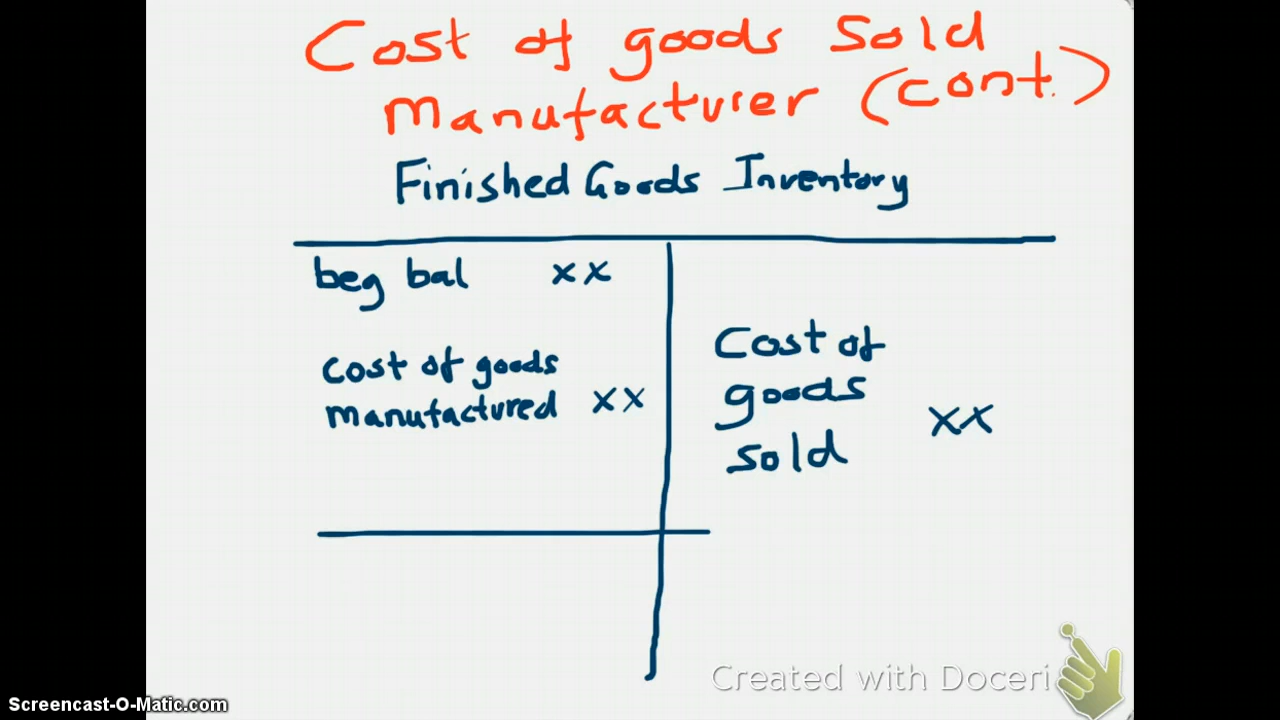 Cost of goods sold
manufacturer (cont.)
Finished Goods Inventory
beg bal xx
cost of goods
manufactured xx
Cost of
goods
sold xx
Created with Doceri
Screencast-O-Matic.com